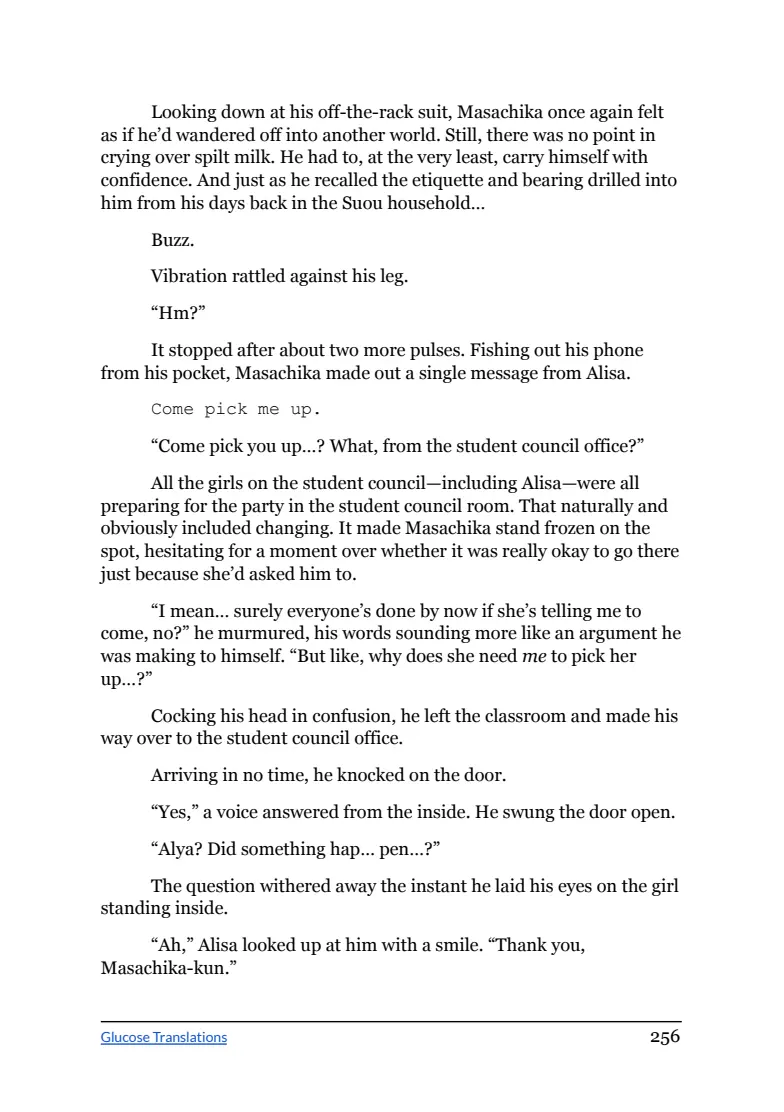 Looking down at his off-the-rack suit, Masachika once again felt
as if he’d wandered off into another world. Still, there was no point in
crying over spilt milk. He had to, at the very least, carry himself with
confidence. And just as he recalled the etiquette and bearing drilled into
him from his days back in the Suou household…
Buzz.
Vibration rattled against his leg.
“Hm?”
It stopped after about two more pulses. Fishing out his phone
from his pocket, Masachika made out a single message from Alisa.
Come pick me up.
“Come pick you up…? What, from the student council office?”
All the girls on the student council—including Alisa—were all
preparing for the party in the student council room. That naturally and
obviously included changing. It made Masachika stand frozen on the
spot, hesitating for a moment over whether it was really okay to go there
just because she’d asked him to.
“I mean… surely everyone’s done by now if she’s telling me to
come, no?” he murmured, his words sounding more like an argument he
was making to himself. “But like, why does she need me to pick her
up…?”
Cocking his head in confusion, he left the classroom and made his
way over to the student council office.
Arriving in no time, he knocked on the door.
“Yes,” a voice answered from the inside. He swung the door open.
“Alya? Did something hap… pen…?”
The question withered away the instant he laid his eyes on the girl
standing inside.
“Ah,” Alisa looked up at him with a smile. “Thank you,
Masachika-kun.”
Glucose Translations
256